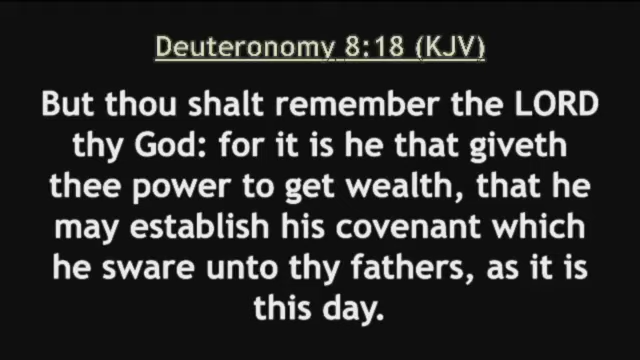 Deuteronomy 8:18 (KJV)
But thou shalt remember the LORD
thy God: for it is he that giveth
thee power to get wealth, that he
may establish his covenant which
he sware unto thy fathers, as it is
this day.